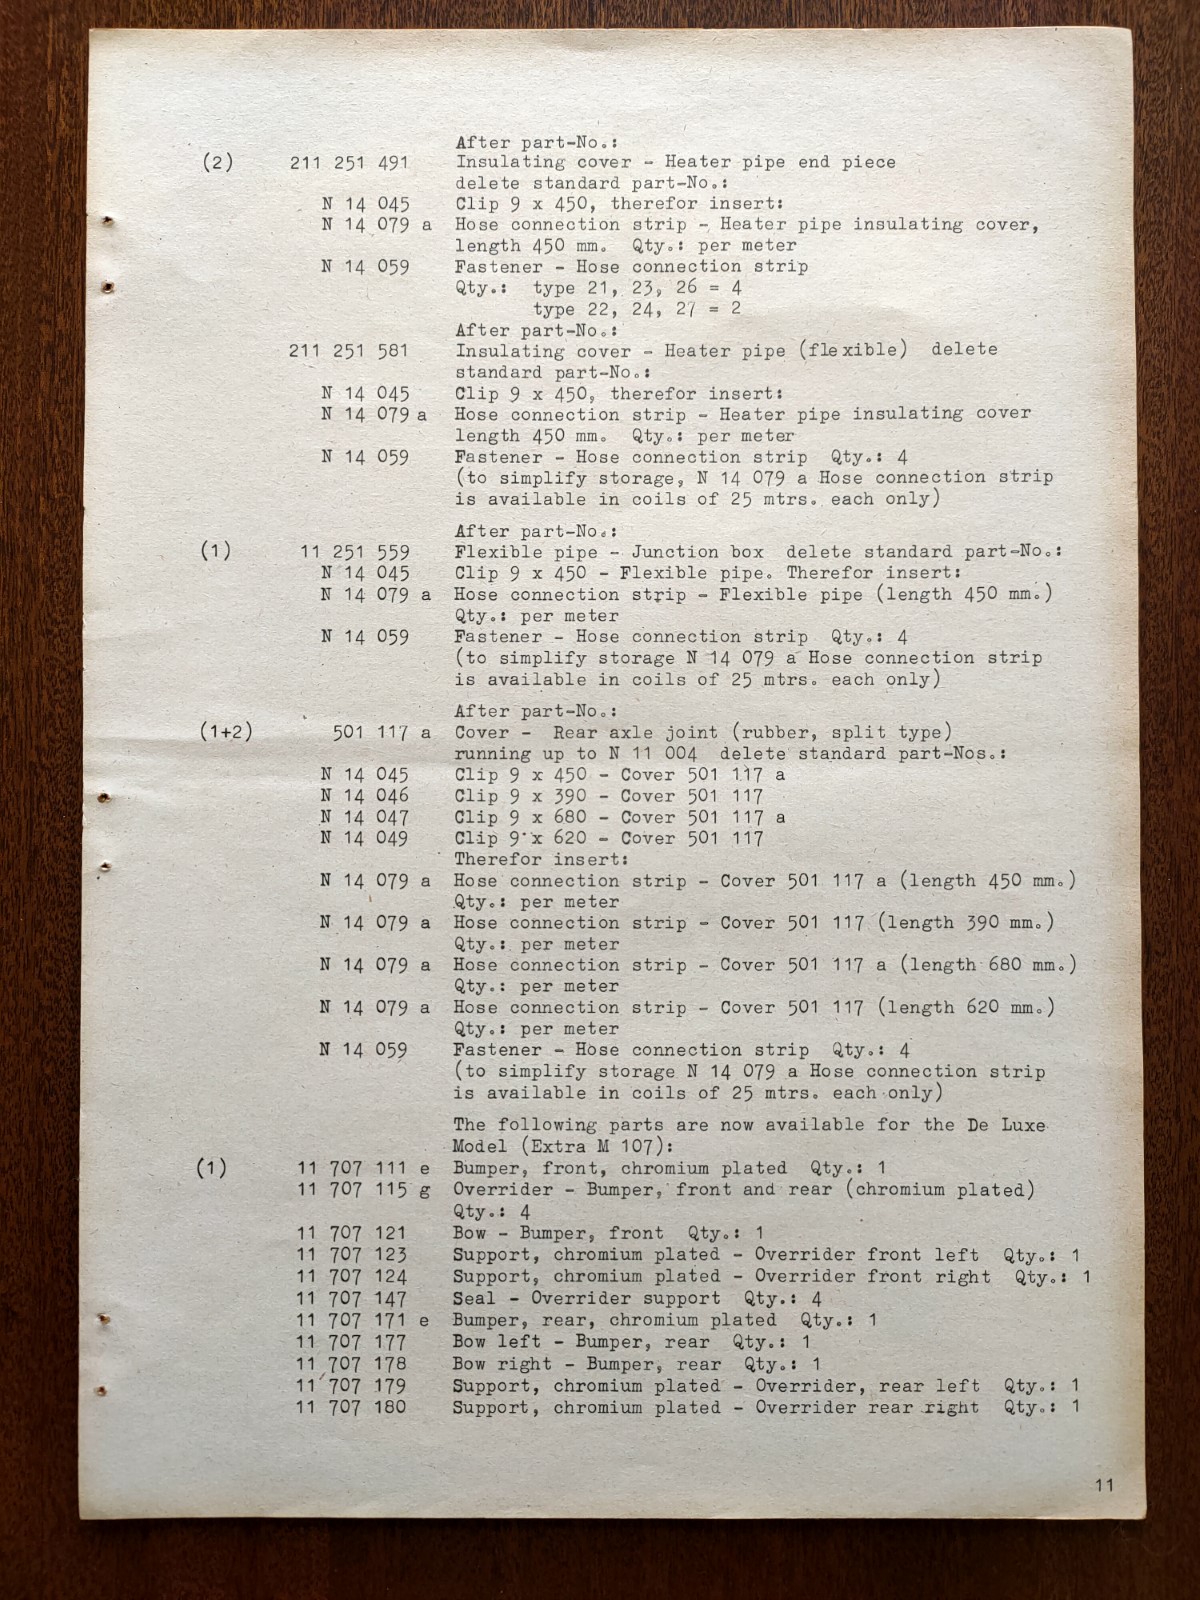 After part-No.:
(2) 211 251 491 Insulating cover - Heater pipe end piece
delete standard part-No.:
N 14 045 Clip 9 x 450, therefor insert:
N 14 079 a Hose connection strip - Heater pipe insulating cover,
length 450 mm. Qty.: per meter
N 14 059 Fastener - Hose connection strip
Qty.: type 21, 23, 26 = 4
type 22, 24, 27 = 2
After part-No.:
211 251 581 Insulating cover - Heater pipe (flexible) delete
standard part-No.:
N 14 045 Clip 9 x 450, therefor insert:
N 14 079 a Hose connection strip - Heater pipe insulating cover
length 450 mm. Qty.: per meter
N 14 059 Fastener - Hose connection strip Qty.: 4
(to simplify storage, N 14 079 a Hose connection strip
is available in coils of 25 mtrs. each only)
After part-No.:
(1) 11 251 559 Flexible pipe - Junction box delete standard part-No.:
N 14 045 Clip 9 x 450 - Flexible pipe. Therefor insert:
N 14 079 a Hose connection strip - Flexible pipe (length 450 mm.)
Qty.: per meter
N 14 059 Fastener - Hose connection strip Qty.: 4
(to simplify storage N 14 079 a Hose connection strip
is available in coils of 25 mtrs. each only)
After part-No.:
(1+2) 501 117 a Cover - Rear axle joint (rubber, split type)
running up to N 11 004 delete standard part-Nos.:
N 14 045 Clip 9 x 450 - Cover 501 117 a
N 14 046 Clip 9 x 390 - Cover 501 117
N 14 047 Clip 9 x 680 - Cover 501 117 a
N 14 049 Clip 9 x 620 - Cover 501 117
Therefor insert:
N 14 079 a Hose connection strip - Cover 501 117 a (length 450 mm.)
Qty.: per meter
N 14 079 a Hose connection strip - Cover 501 117 (length 390 mm.)
Qty.: per meter
N 14 079 a Hose connection strip - Cover 501 117 a (length 680 mm.)
Qty.: per meter
N 14 079 a Hose connection strip - Cover 501 117 (length 620 mm.)
Qty.: per meter
N 14 059 Fastener - Hose connection strip Qty.: 4
(to simplify storage N 14 079 a Hose connection strip
is available in coils of 25 mtrs. each only)
The following parts are now available for the De Luxe
Model (Extra M 107):
(1) 11 707 111 e Bumper, front, chromium plated Qty.: 1
11 707 115 g Overrider - Bumper, front and rear (chromium plated)
Qty.: 4
11 707 121 Bow - Bumper, front Qty.: 1
11 707 123 Support, chromium plated - Overrider front left Qty.: 1
11 707 124 Support, chromium plated - Overrider front right Qty.: 1
11 707 147 Seal - Overrider support Qty.: 4
11 707 171 e Bumper, rear, chromium plated Qty.: 1
11 707 177 Bow left - Bumper, rear Qty.: 1
11 707 178 Bow right - Bumper, rear Qty.: 1
11 707 179 Support, chromium plated - Overrider, rear left Qty.: 1
11 707 180 Support, chromium plated - Overrider rear right Qty.: 1
11